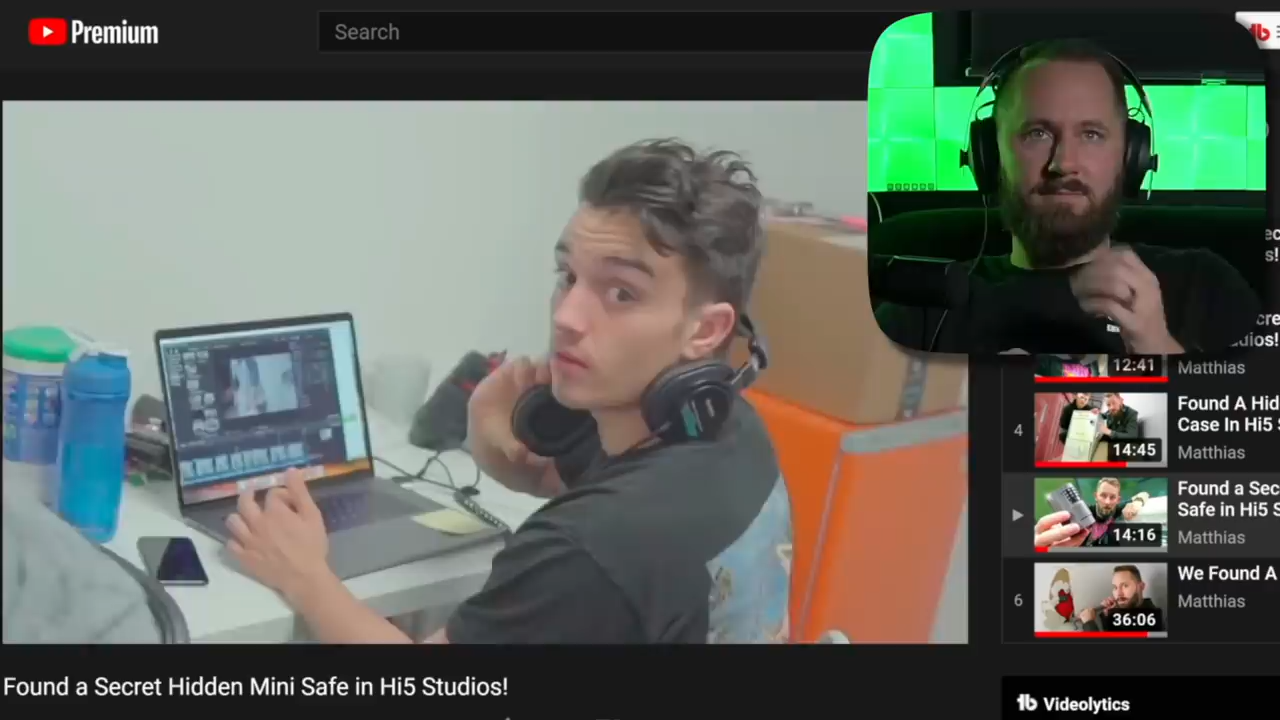 Premium
Search
12:41
Matthias
4
Found A Hid
Case In Hi5 S
14:45
Matthias
Found a Sec
Safe in Hi5 S
14:16
Matthias
6
We Found A
36:06
Matthias
Found a Secret Hidden Mini Safe in Hi5 Studios!
Videolytics